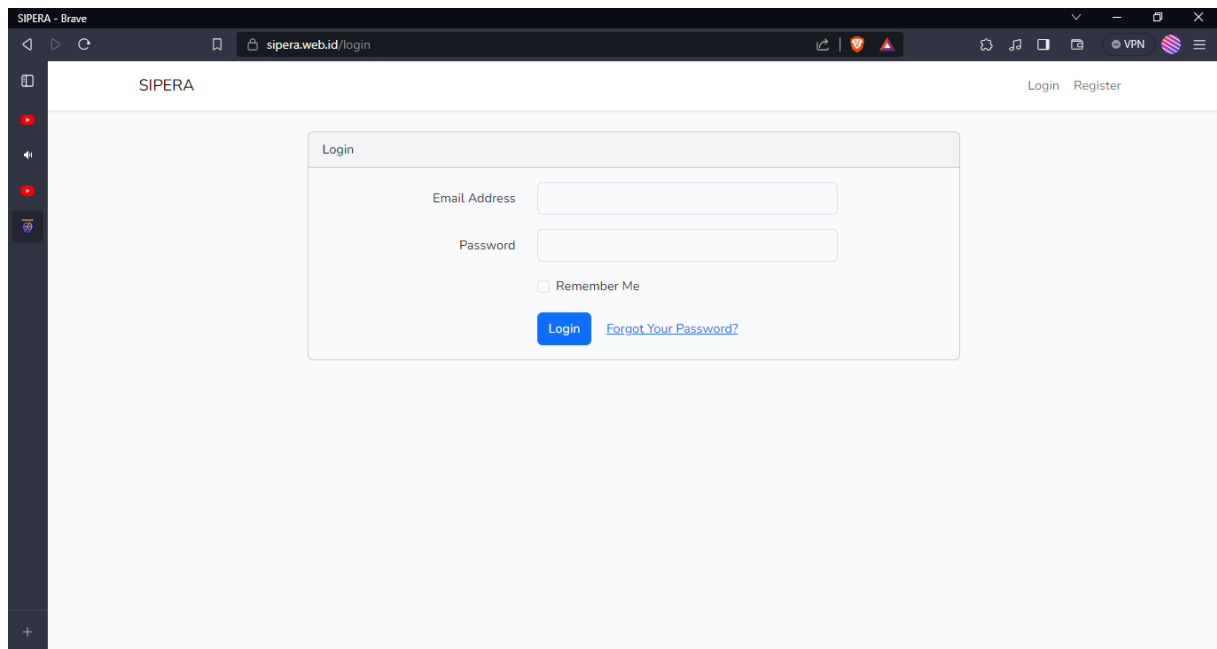 SIPERA - Brave
sipera.web.id/login
VPN
SIPERA
Login Register
Login
Email Address
Password
Remember Me
Login Forgot Your Password?